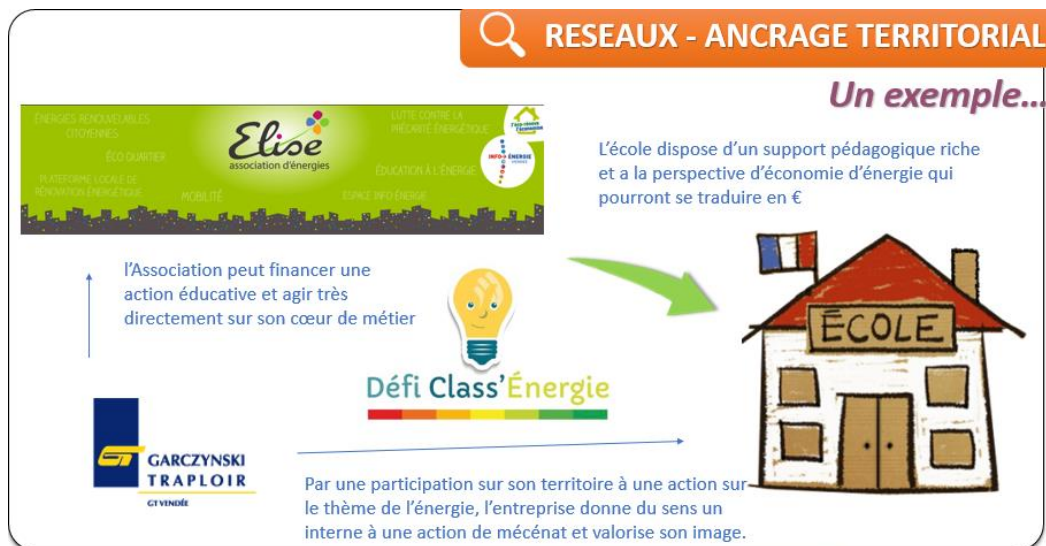 RESEAUX - ANCRAGE TERRITORIAL
Un exemple...
ÉNERGIES RENOUVELABLES
CITOYENNES
ÉCO QUARTIER
PLATEFORME LOCALE DE
RÉNOVATION ÉNERGÉTIQUE
MOBILITÉ
Elise
association d'énergies
LUTTE CONTRE LA
PRÉCARITÉ ÉNERGÉTIQUE
ÉDUCATION À L'ÉNERGIE
ESPACE INFO ÉNERGIE
INFO ÉNERGIE
L'école dispose d'un support pédagogique riche
et a la perspective d'économie d'énergie qui
pourront se traduire en €
l'Association peut financer une
action éducative et agir très
directement sur son cœur de métier
Défi Class'Énergie
ÉCOLE
GT
GARCZYNSKI
TRAPLOIR
GT VENDÉE
Par une participation sur son territoire à une action sur
le thème de l'énergie, l'entreprise donne du sens un
interne à une action de mécénat et valorise son image.